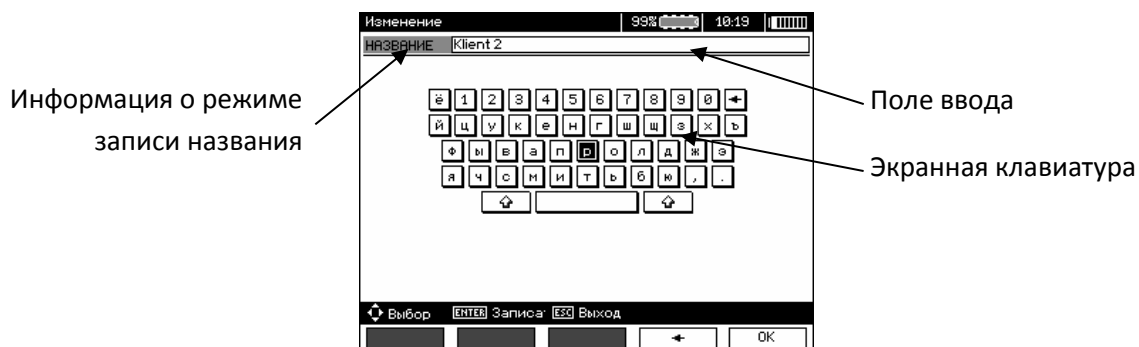 Изменение 99% 10:19
НАЗВАНИЕ Klient 2
Информация о режиме записи названия
Поле ввода
Экранная клавиатура
ё 1 2 3 4 5 6 7 8 9 0 ←
й ц у к е н г ш щ з х ъ
ф ы в а п р о л д ж э
я ч с м и т ь б ю , .
Выбор ENTER Записа ESC Выход
← OK